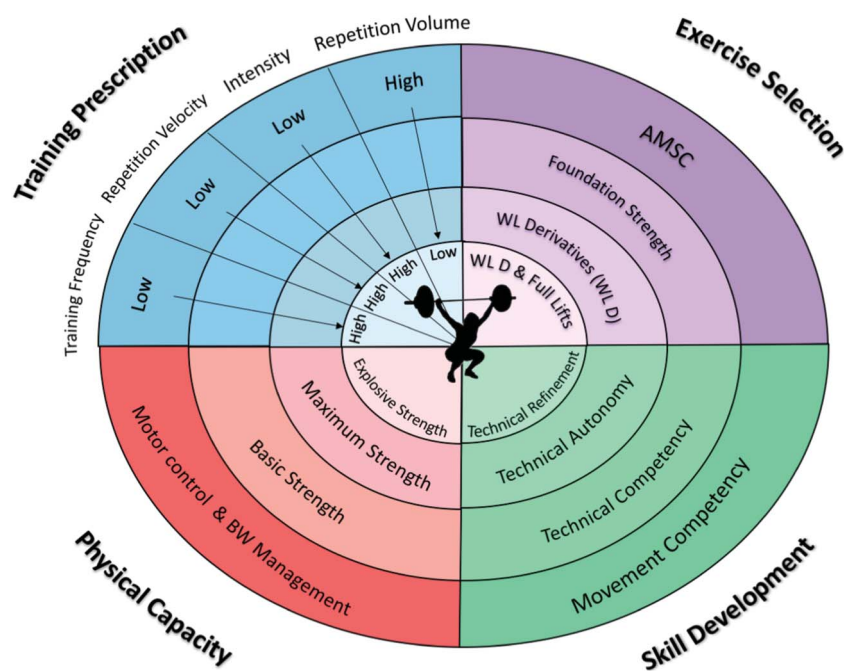 Training Prescription
Training Frequency
Repetition Velocity
Intensity
Repetition Volume
Low
Low
Low
High
High
High
High
Low
Exercise Selection
AMSC
Foundation Strength
WL Derivatives (WL D)
WL D & Full Lifts
Physical Capacity
Motor control & BW Management
Basic Strength
Maximum Strength
Explosive Strength
Skill Development
Movement Competency
Technical Competency
Technical Autonomy
Technical Refinement